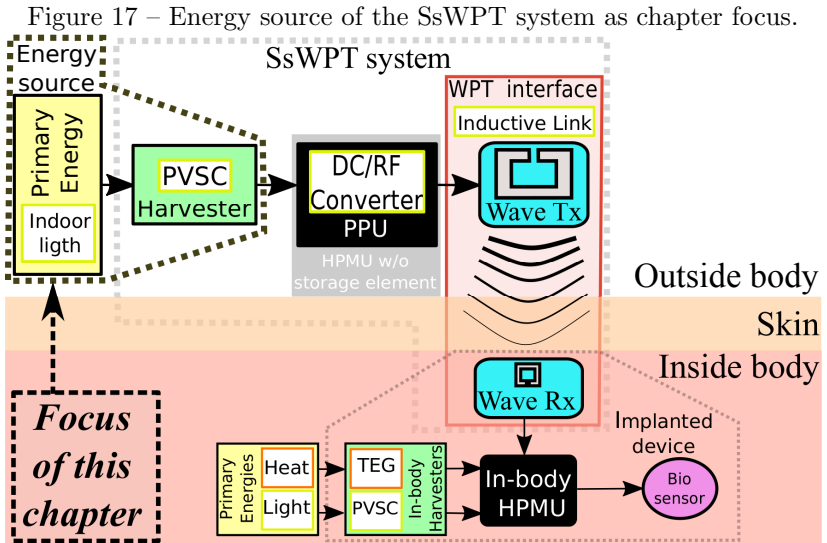 Figure 17 – Energy source of the SsWPT system as chapter focus.
Energy
source
SsWPT system
WPT interface
Inductive Link
Primary
Energy
Indoor
ligth
PVSC
Harvester
DC/RF
Converter
PPU
HPMU w/o
storage element
Wave Tx
Outside body
Skin
Inside body
Focus
of this
chapter
Wave Rx
Implanted
device
Primary
Energies
Heat
Light
TEG
PVSC
In-body
Harvesters
In-body
HPMU
Bio
sensor